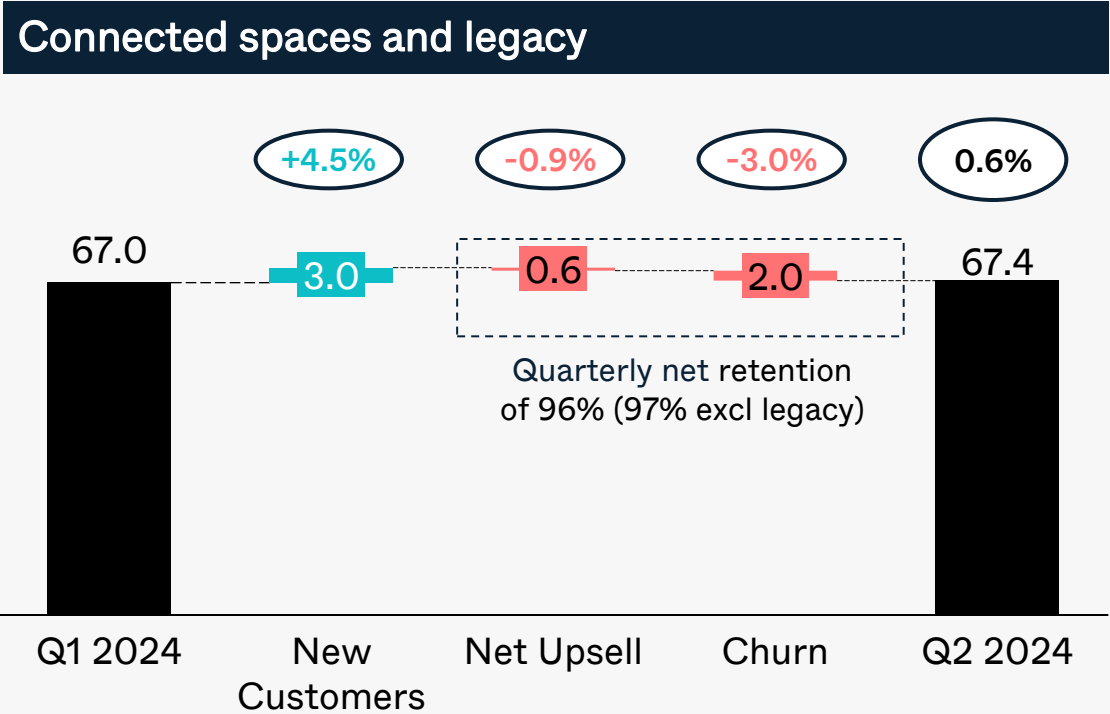 Connected spaces and legacy
+4.5%
-0.9%
-3.0%
0.6%
67.0
3.0
0.6
2.0
67.4
Quarterly net retention
of 96% (97% excl legacy)
Q1 2024
New
Customers
Net Upsell
Churn
Q2 2024